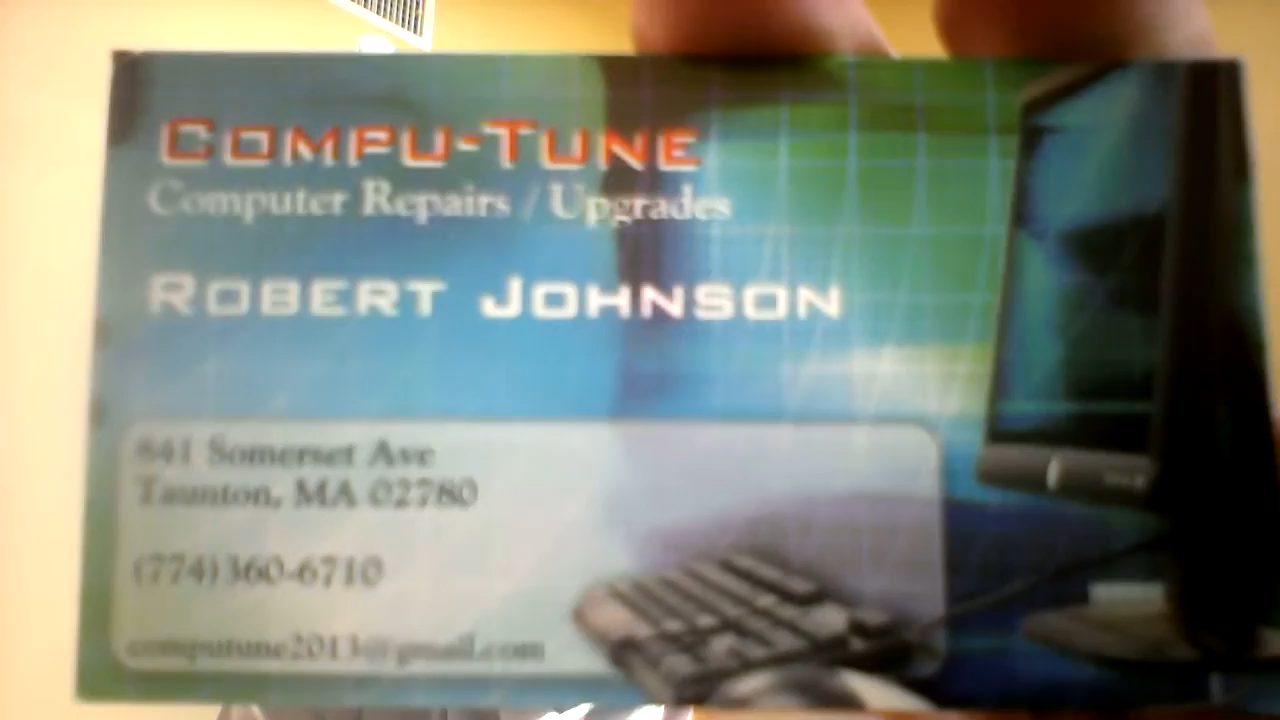 COMPU-TUNE
Computer Repairs / Upgrades
ROBERT JOHNSON
841 Somerset Ave
Taunton, MA 02780
(774)360-6710
computune2013@gmail.com